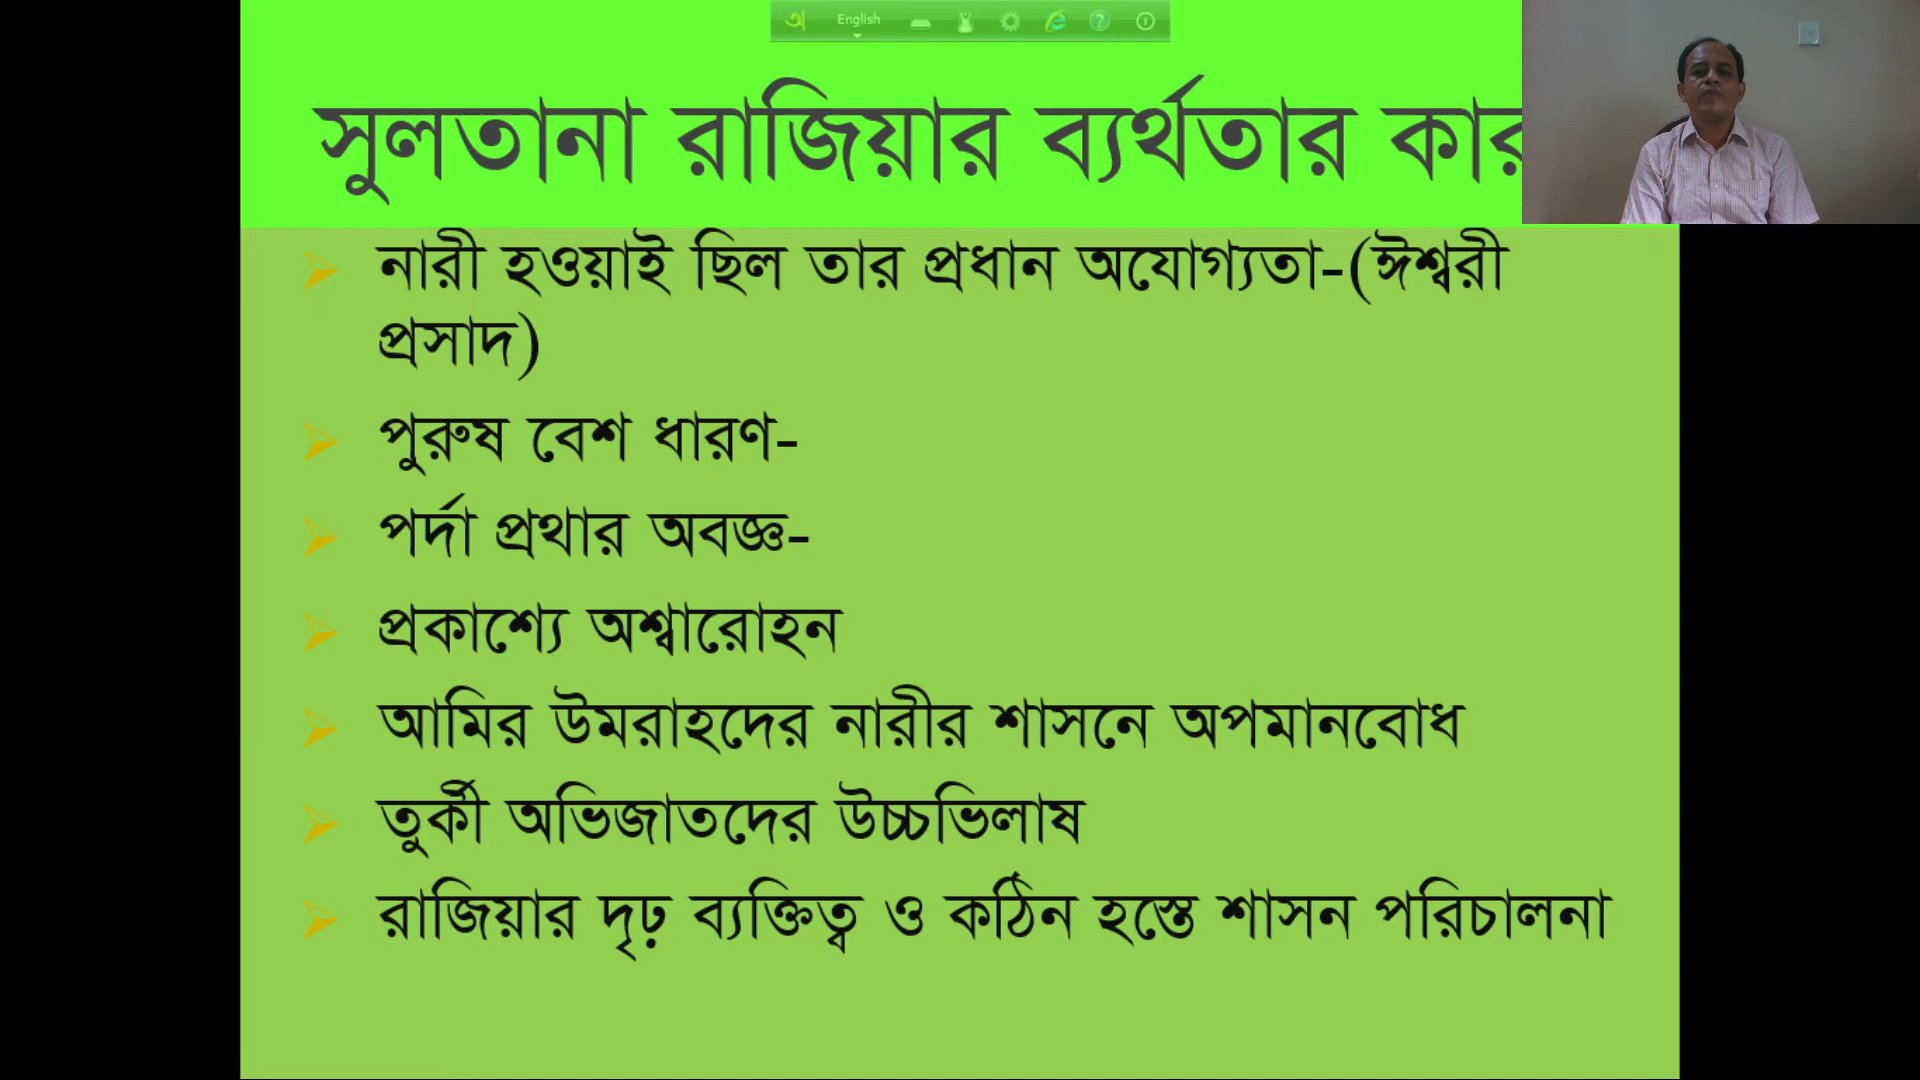 অ English
সুলতানা রাজিয়ার ব্যর্থতার কার
নারী হওয়াই ছিল তার প্রধান অযোগ্যতা-(ঈশ্বরী
প্রসাদ)
পুরুষ বেশ ধারণ-
পর্দা প্রথার অবজ্ঞ-
প্রকাশ্যে অশ্বারোহন
আমির উমরাহদের নারীর শাসনে অপমানবোধ
তুর্কী অভিজাতদের উচ্চভিলাষ
রাজিয়ার দৃঢ় ব্যক্তিত্ব ও কঠিন হস্তে শাসন পরিচালনা